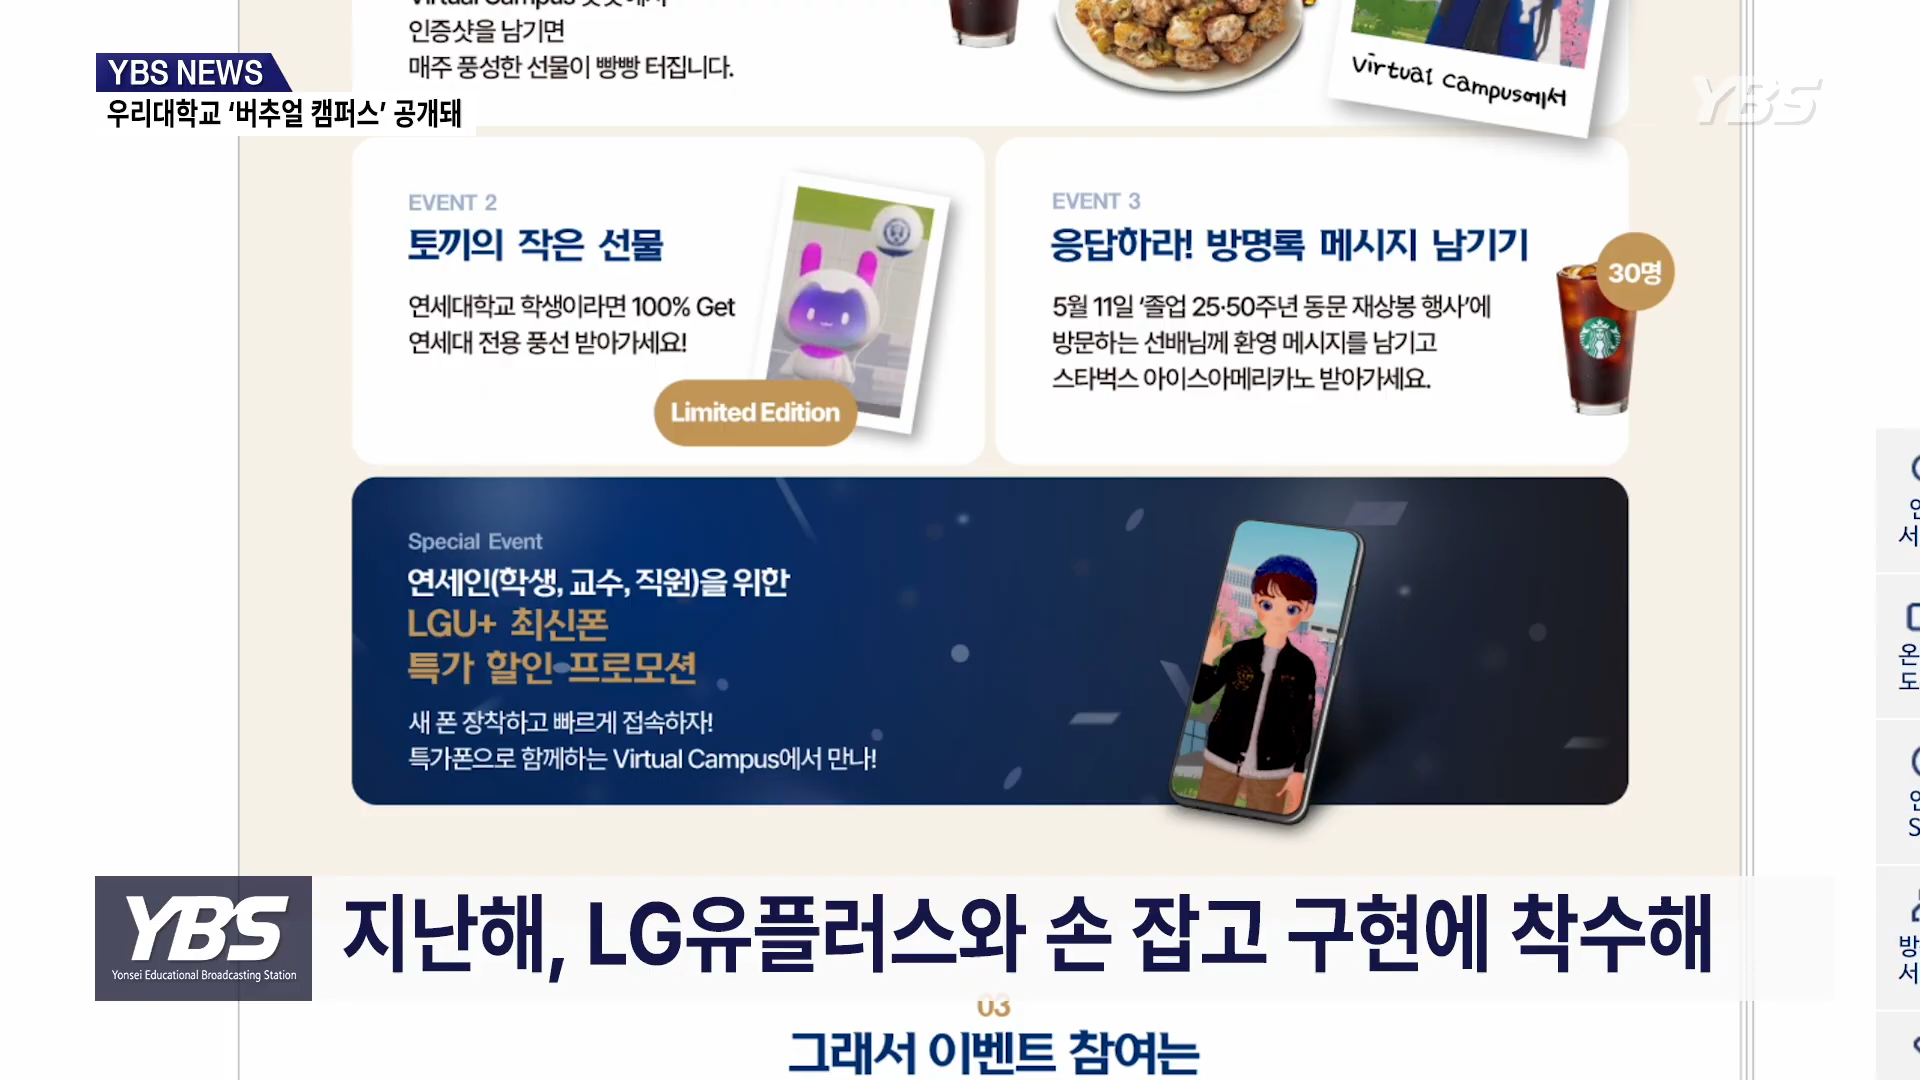 인증샷을 남기면
매주 풍성한 선물이 빵빵 터집니다.
Virtual Campus에서
YBS NEWS
우리대학교 ‘버추얼 캠퍼스’ 공개돼
YBS
EVENT 2
토끼의 작은 선물
연세대학교 학생이라면 100% Get
연세대 전용 풍선 받아가세요!
Limited Edition
EVENT 3
응답하라! 방명록 메시지 남기기
5월 11일 ‘졸업 25·50주년 동문 재상봉 행사’에
방문하는 선배님께 환영 메시지를 남기고
스타벅스 아이스아메리카노 받아가세요.
30명
Special Event
연세인(학생, 교수, 직원)을 위한
LGU+ 최신폰
특가 할인 프로모션
새 폰 장착하고 빠르게 접속하자!
특가폰으로 함께하는 Virtual Campus에서 만나!
YBS
Yonsei Educational Broadcasting Station
지난해, LG유플러스와 손 잡고 구현에 착수해
03
그래서 이벤트 참여는